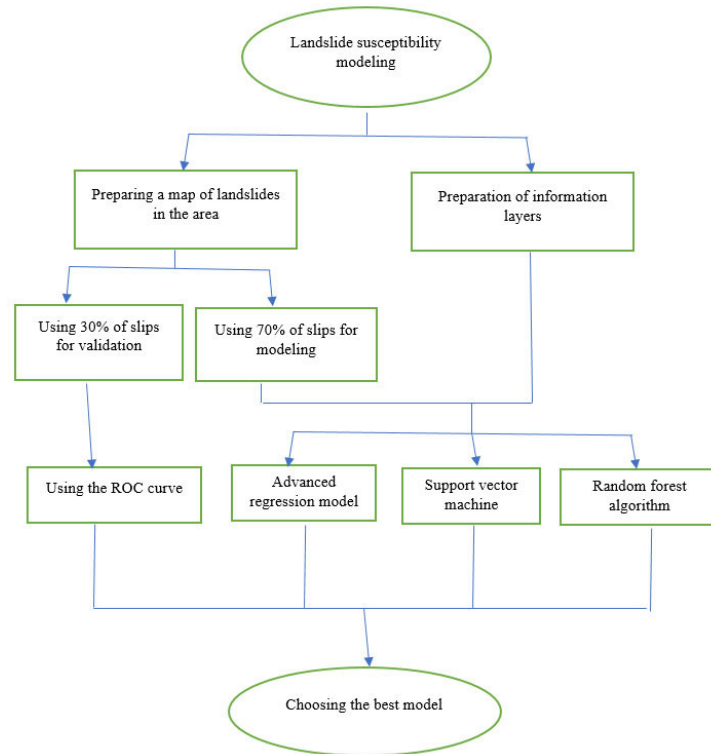 Landslide susceptibility
modeling
Preparing a map of landslides
in the area
Preparation of information
layers
Using 30% of slips
for validation
Using 70% of slips for
modeling
Using the ROC curve
Advanced
regression model
Support vector
machine
Random forest
algorithm
Choosing the best model